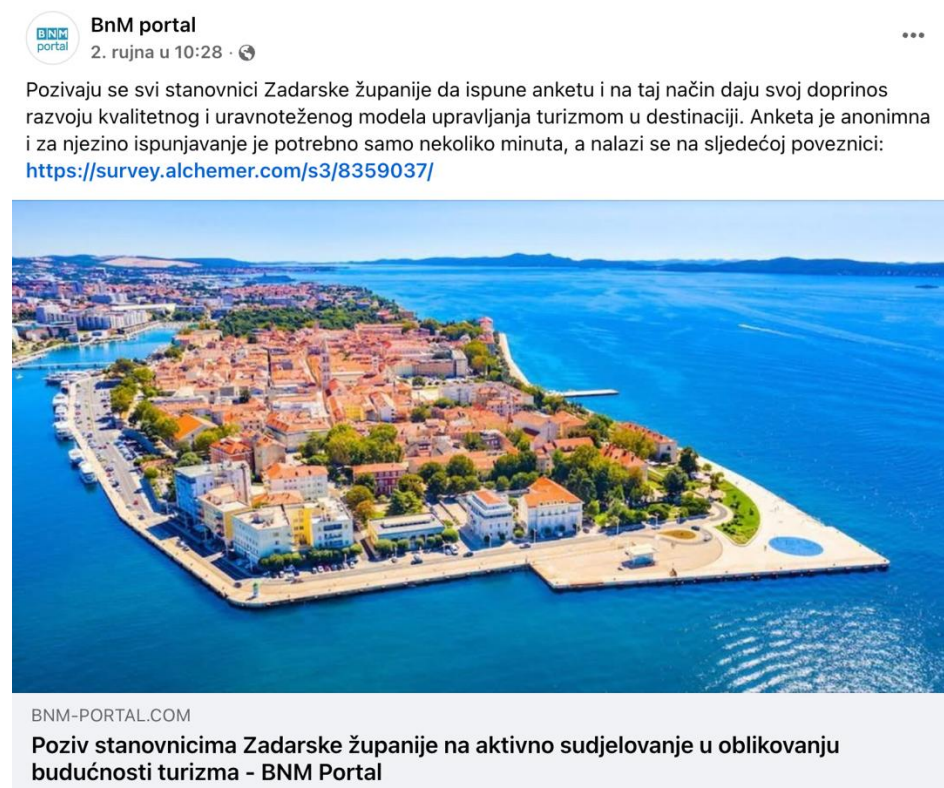 BNM
portal
BnM portal
2. rujna u 10:28 ·
Pozivaju se svi stanovnici Zadarske županije da ispune anketu i na taj način daju svoj doprinos
razvoju kvalitetnog i uravnoteženog modela upravljanja turizmom u destinaciji. Anketa je anonimna
i za njezino ispunjavanje je potrebno samo nekoliko minuta, a nalazi se na sljedećoj poveznici:
https://survey.alchemer.com/s3/8359037/
BNM-PORTAL.COM
Poziv stanovnicima Zadarske županije na aktivno sudjelovanje u oblikovanju
budućnosti turizma - BNM Portal